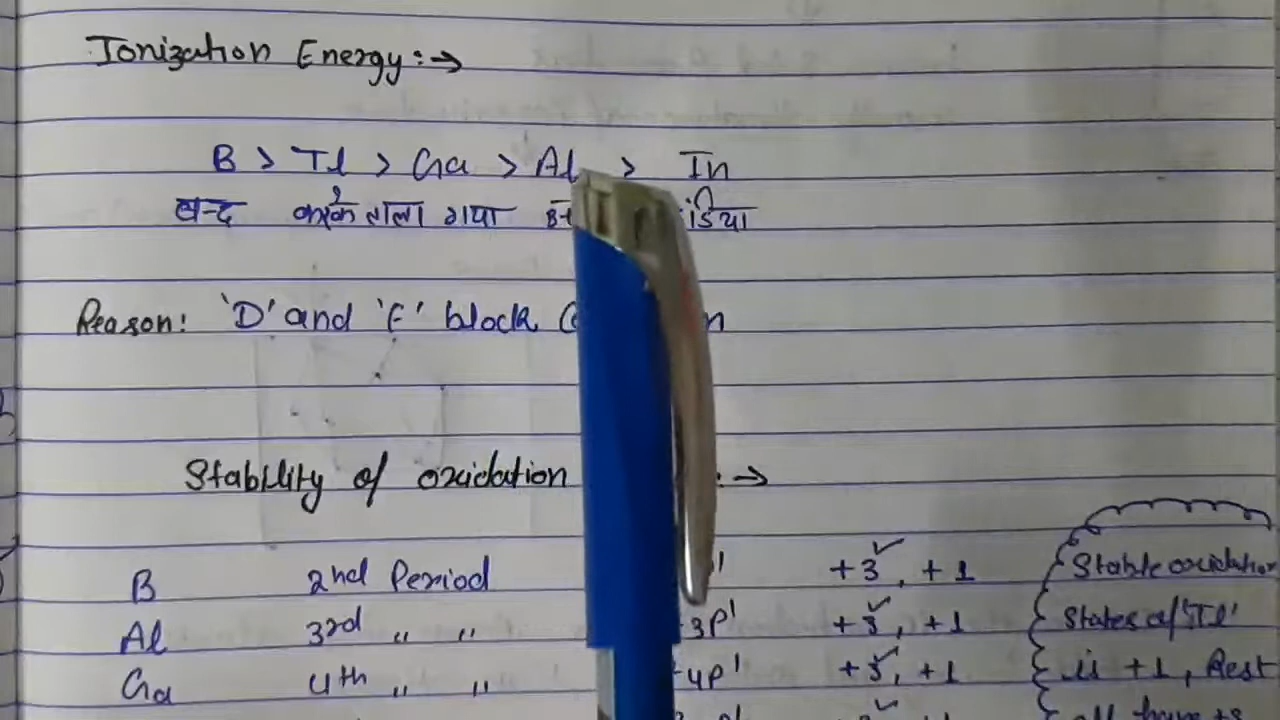 Ionization Energy :→
B > Tl > Ga > Al > In
बन्द करके ताला गया डिया
Reason: 'D' and 'F' block
Stability of oxidation :→
B 2nd Period +3✓, +1
Al 3rd " " 3p¹ +3✓, +1
Ga 4th " " 4p¹ +3✓, +1
Stable oxidation
States of 'Tl'
is +1, Rest